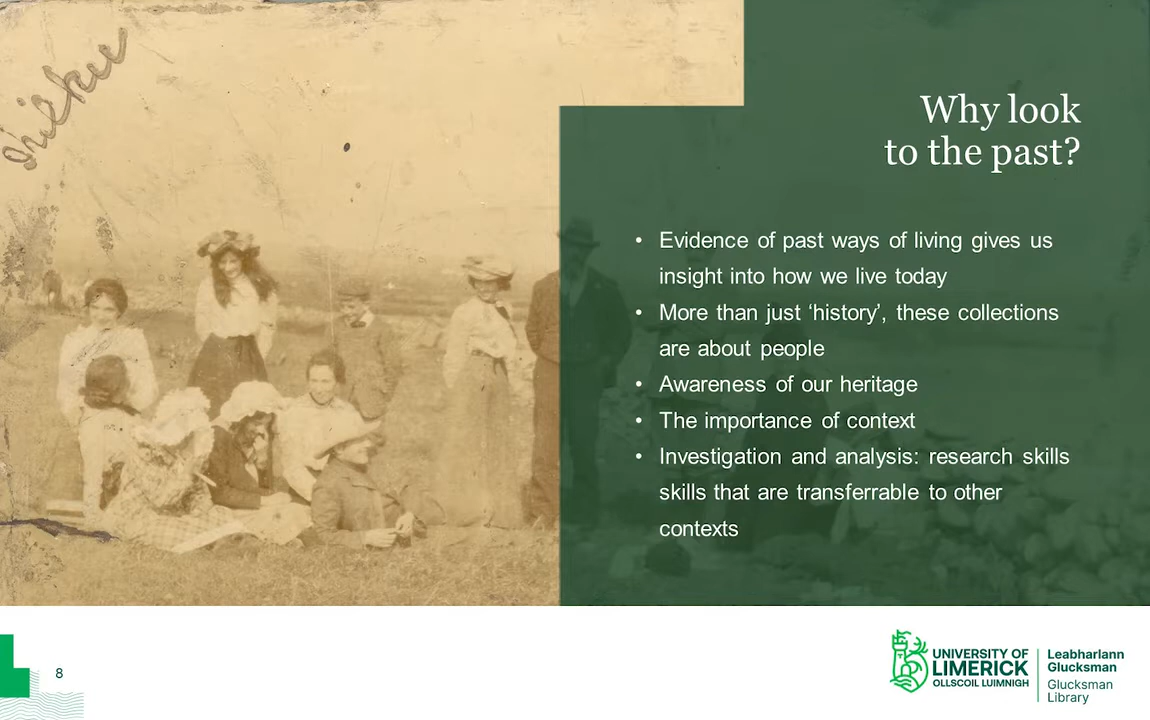 Why look
to the past?
• Evidence of past ways of living gives us
insight into how we live today
• More than just ‘history’, these collections
are about people
• Awareness of our heritage
• The importance of context
• Investigation and analysis: research skills
skills that are transferrable to other
contexts
8
UNIVERSITY OF
LIMERICK
OLLSCOIL LUIMNIGH
Leabharlann
Glucksman
Glucksman
Library